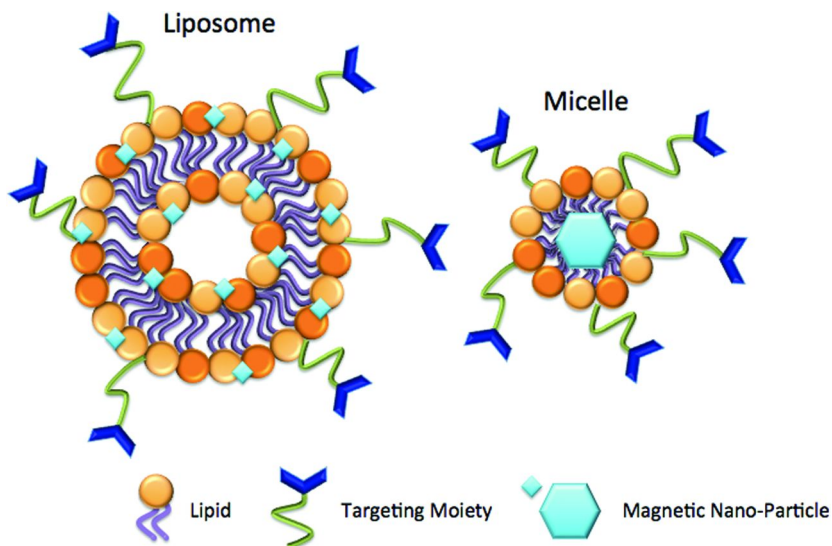 Liposome
Micelle
Lipid
Targeting Moiety
Magnetic Nano-Particle